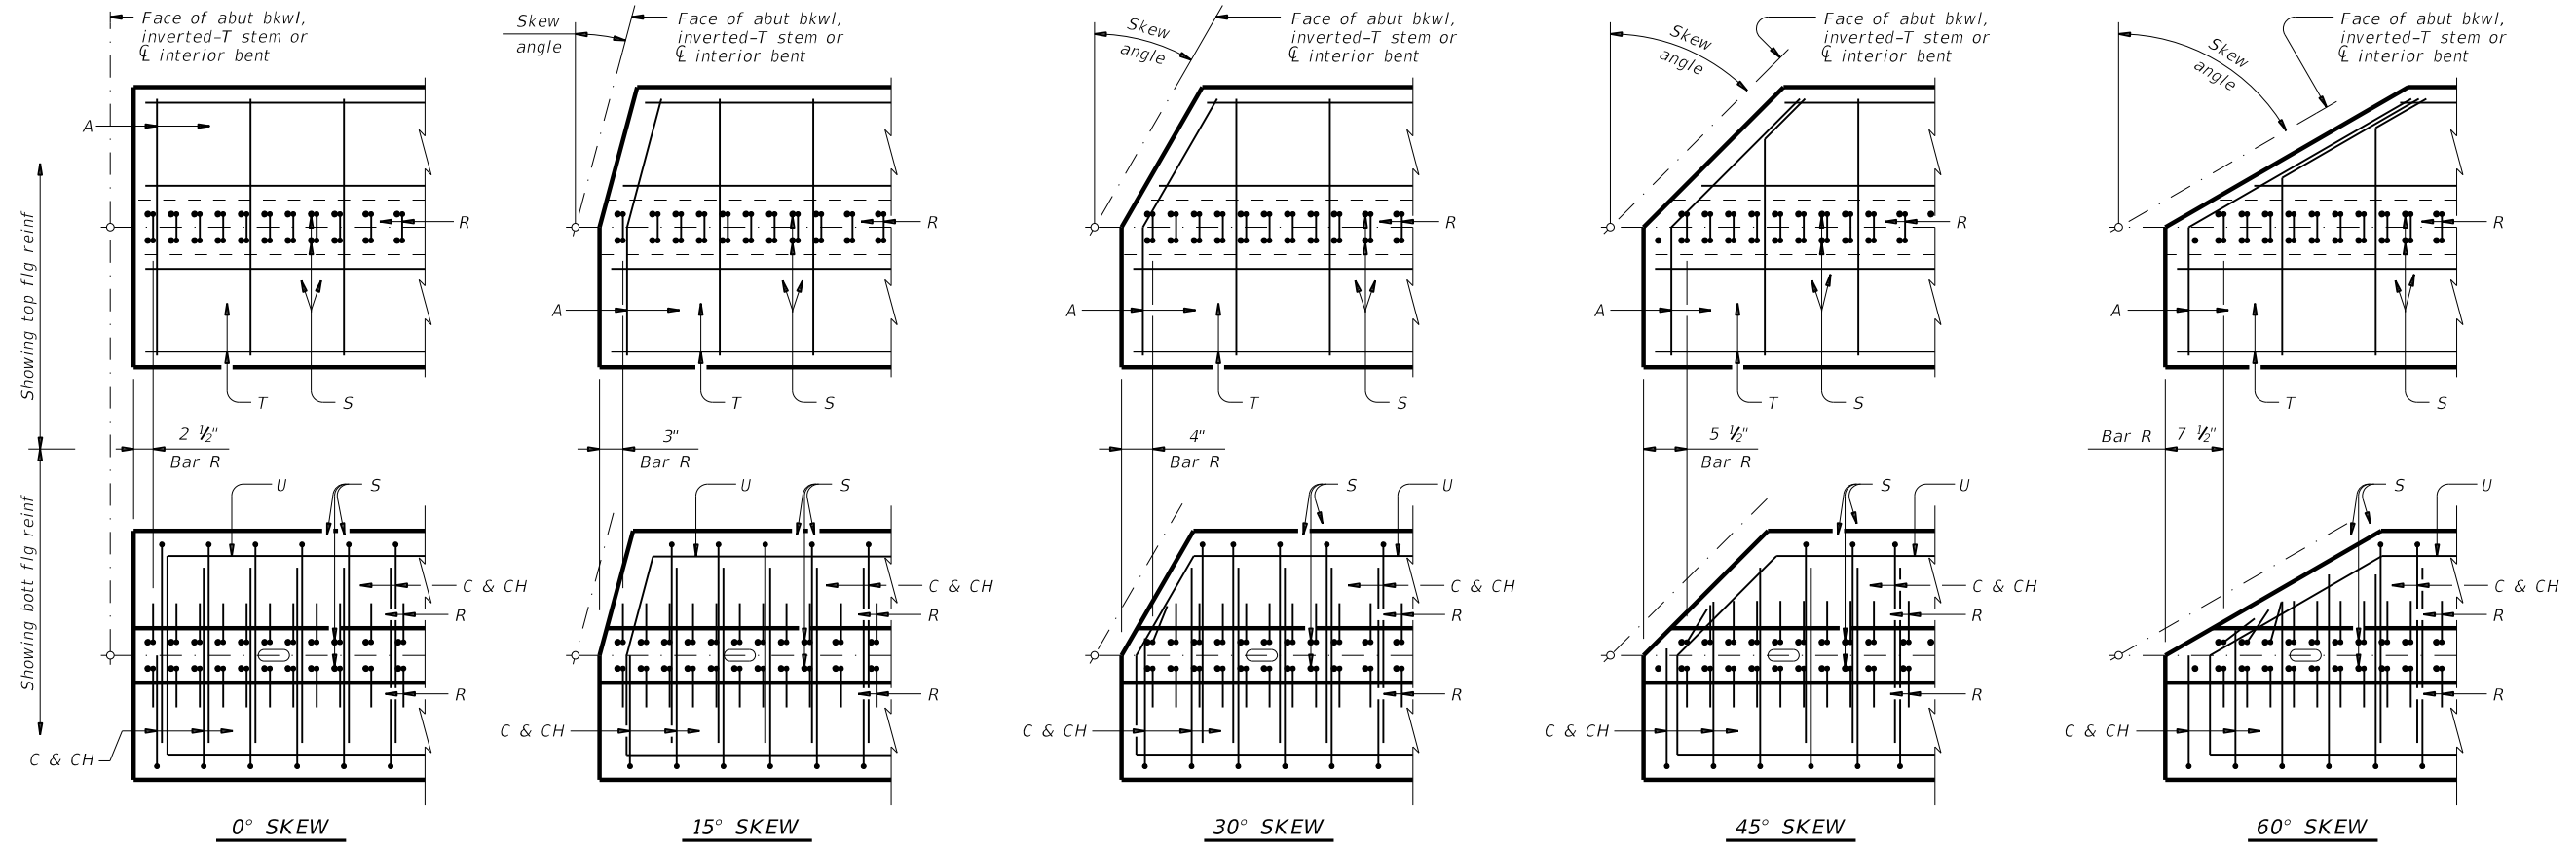 Face of abut bkwl,
inverted-T stem or
℄ interior bent
A
R
T
S
Showing top flg reinf
2 ½"
Bar R
Showing bott flg reinf
U
S
C & CH
R
R
C & CH
0° SKEW
Skew
angle
Face of abut bkwl,
inverted-T stem or
℄ interior bent
R
A
T
S
3"
Bar R
U
S
C & CH
R
R
C & CH
15° SKEW
Skew
angle
Face of abut bkwl,
inverted-T stem or
℄ interior bent
R
A
T
S
4"
Bar R
S
U
C & CH
R
R
C & CH
30° SKEW
Skew
angle
Face of abut bkwl,
inverted-T stem or
℄ interior bent
R
A
T
S
5 ½"
Bar R
S
U
C & CH
R
R
C & CH
45° SKEW
Skew
angle
Face of abut bkwl,
inverted-T stem or
℄ interior bent
R
A
T
S
Bar R 7 ½"
S
U
C & CH
R
R
C & CH
60° SKEW